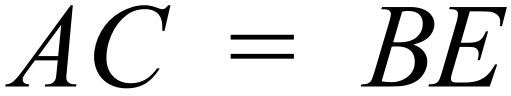 AC = BE